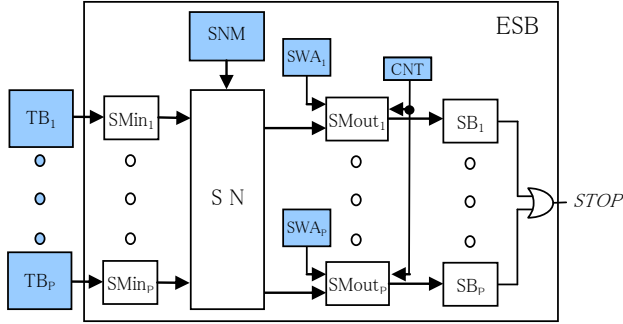 ESB
SNM
SWA₁
CNT
TB₁
SMin₁
SMout₁
SB₁
S N
STOP
SWAₚ
TBₚ
SMinₚ
SMoutₚ
SBₚ